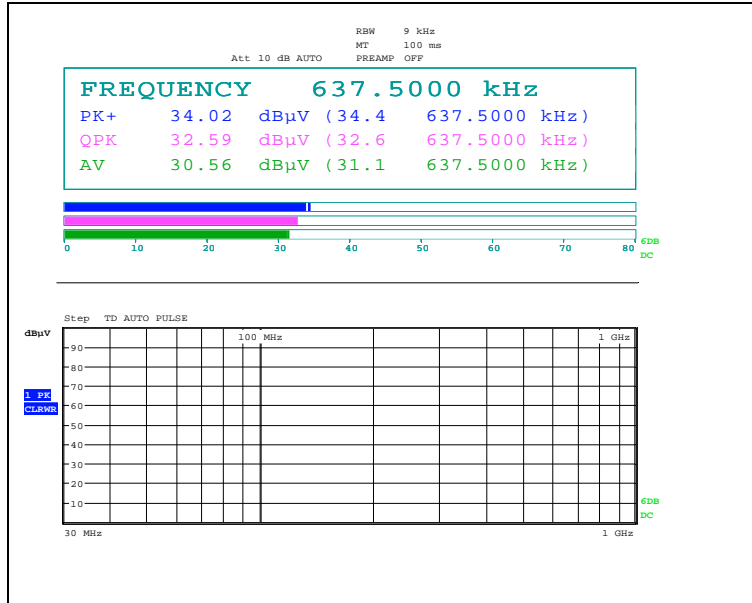 RBW 9 kHz
MT 100 ms
Att 10 dB AUTO PREAMP OFF
FREQUENCY 637.5000 kHz
PK+ 34.02 dBµV (34.4 637.5000 kHz)
QPK 32.59 dBµV (32.6 637.5000 kHz)
AV 30.56 dBµV (31.1 637.5000 kHz)
0 10 20 30 40 50 60 70 80
6DB
DC
Step TD AUTO PULSE
dBµV
100 MHz 1 GHz
90
80
70
1 PK
CLRWR
60
50
40
30
20
10
6DB
DC
30 MHz 1 GHz